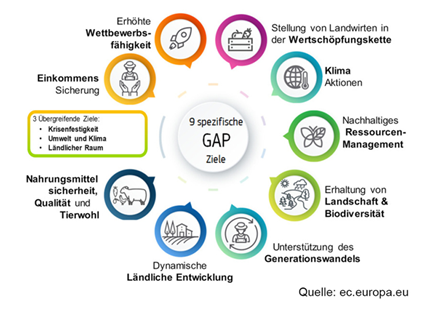 Erhöhte
Wettbewerbs-
fähigkeit
Stellung von Landwirten in
der Wertschöpfungskette
Einkommens
Sicherung
Klima
Aktionen
3 Übergreifende Ziele:
• Krisenfestigkeit
• Umwelt und Klima
• Ländlicher Raum
9 spezifische
GAP
Ziele
Nachhaltiges
Ressourcen-
Management
Nahrungsmittel
sicherheit,
Qualität und
Tierwohl
Erhaltung von
Landschaft &
Biodiversität
Dynamische
Ländliche Entwicklung
Unterstützung des
Generationswandels
Quelle: ec.europa.eu